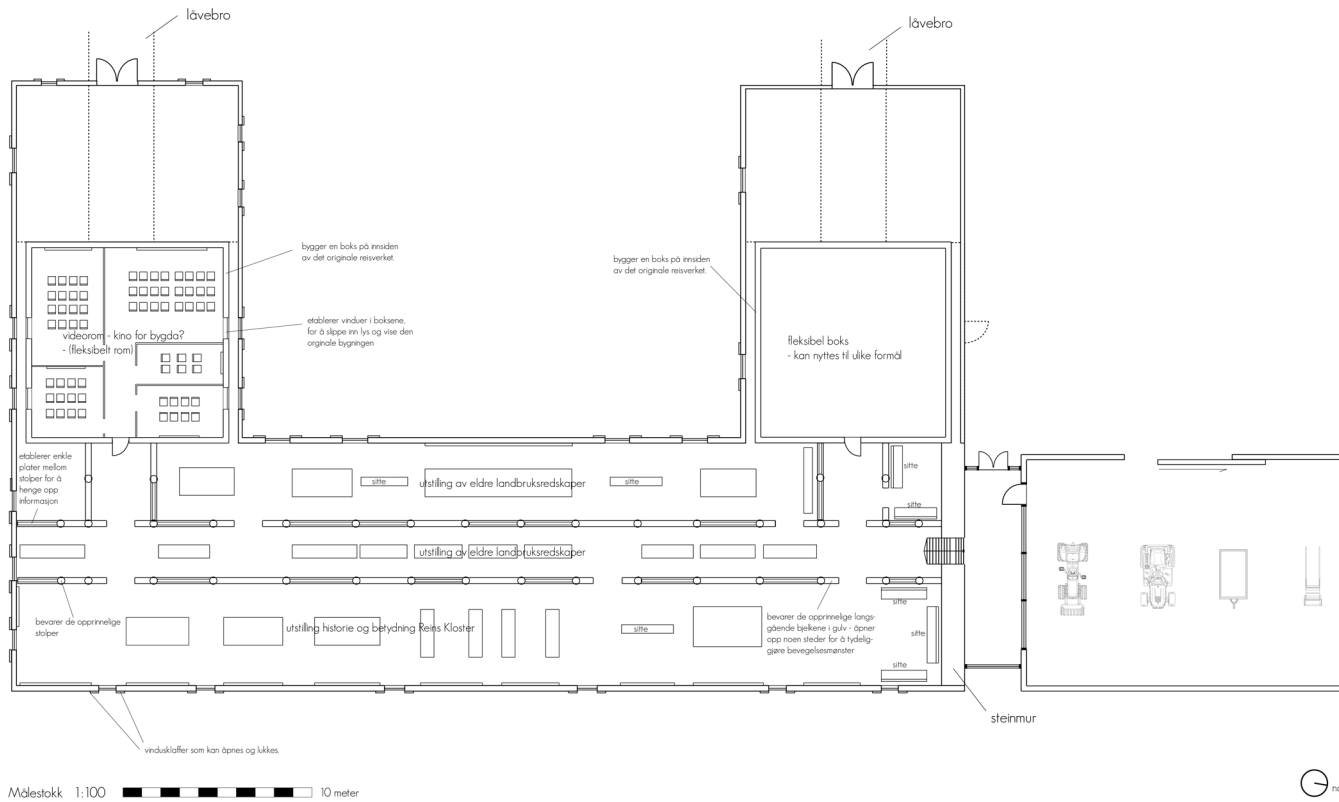 låvebro
låvebro
bygger en boks på innsiden
av det originale reisverket.
bygger en boks på innsiden
av det originale reisverket.
etablerer vinduer i boksene,
for å slippe inn lys og vise den
orginale bygningen
videorom - kino for bygda?
- (fleksibelt rom)
fleksibel boks
- kan nyttes til ulike formål
etablerer enkle
plater mellom
stolper for å
henge opp
informasjon
sitte
utstilling av eldre landbruksredskaper
sitte
sitte
sitte
utstilling av eldre landbruksredskaper
bevarer de opprinnelige
stolper
utstilling historie og betydning Reins Kloster
sitte
bevarer de opprinnelige langs-
gående bjelkene i gulv - åpner
opp noen steder for å tydelig-
gjøre bevegelsesmønster
sitte
sitte
sitte
steinmur
vindusklaffer som kan åpnes og lukkes.
Målestokk 1:100
10 meter